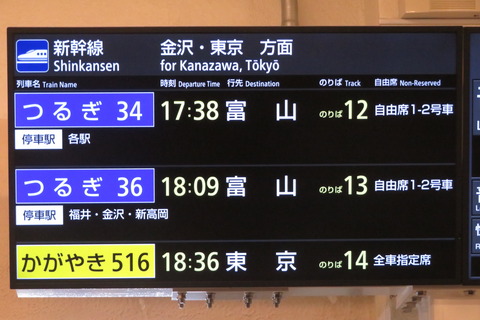 新幹線 金沢・東京 方面
Shinkansen for Kanazawa, Tōkyō
列車名 Train Name 時刻 Departure Time 行先 Destination のりば Track 自由席 Non-Reserved
つるぎ 34 17:38 富 山 のりば 12 自由席1-2号車
停車駅 各駅
つるぎ 36 18:09 富 山 のりば 13 自由席1-2号車
停車駅 福井・金沢・新高岡
かがやき 516 18:36 東 京 のりば 14 全車指定席